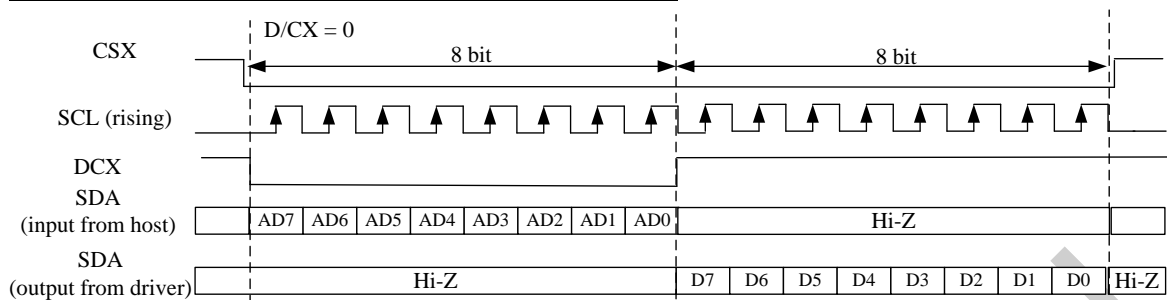 D/CX = 0
CSX
8 bit
8 bit
SCL (rising)
DCX
SDA
(input from host)
AD7 AD6 AD5 AD4 AD3 AD2 AD1 AD0
Hi-Z
SDA
(output from driver)
Hi-Z
D7 D6 D5 D4 D3 D2 D1 D0
Hi-Z